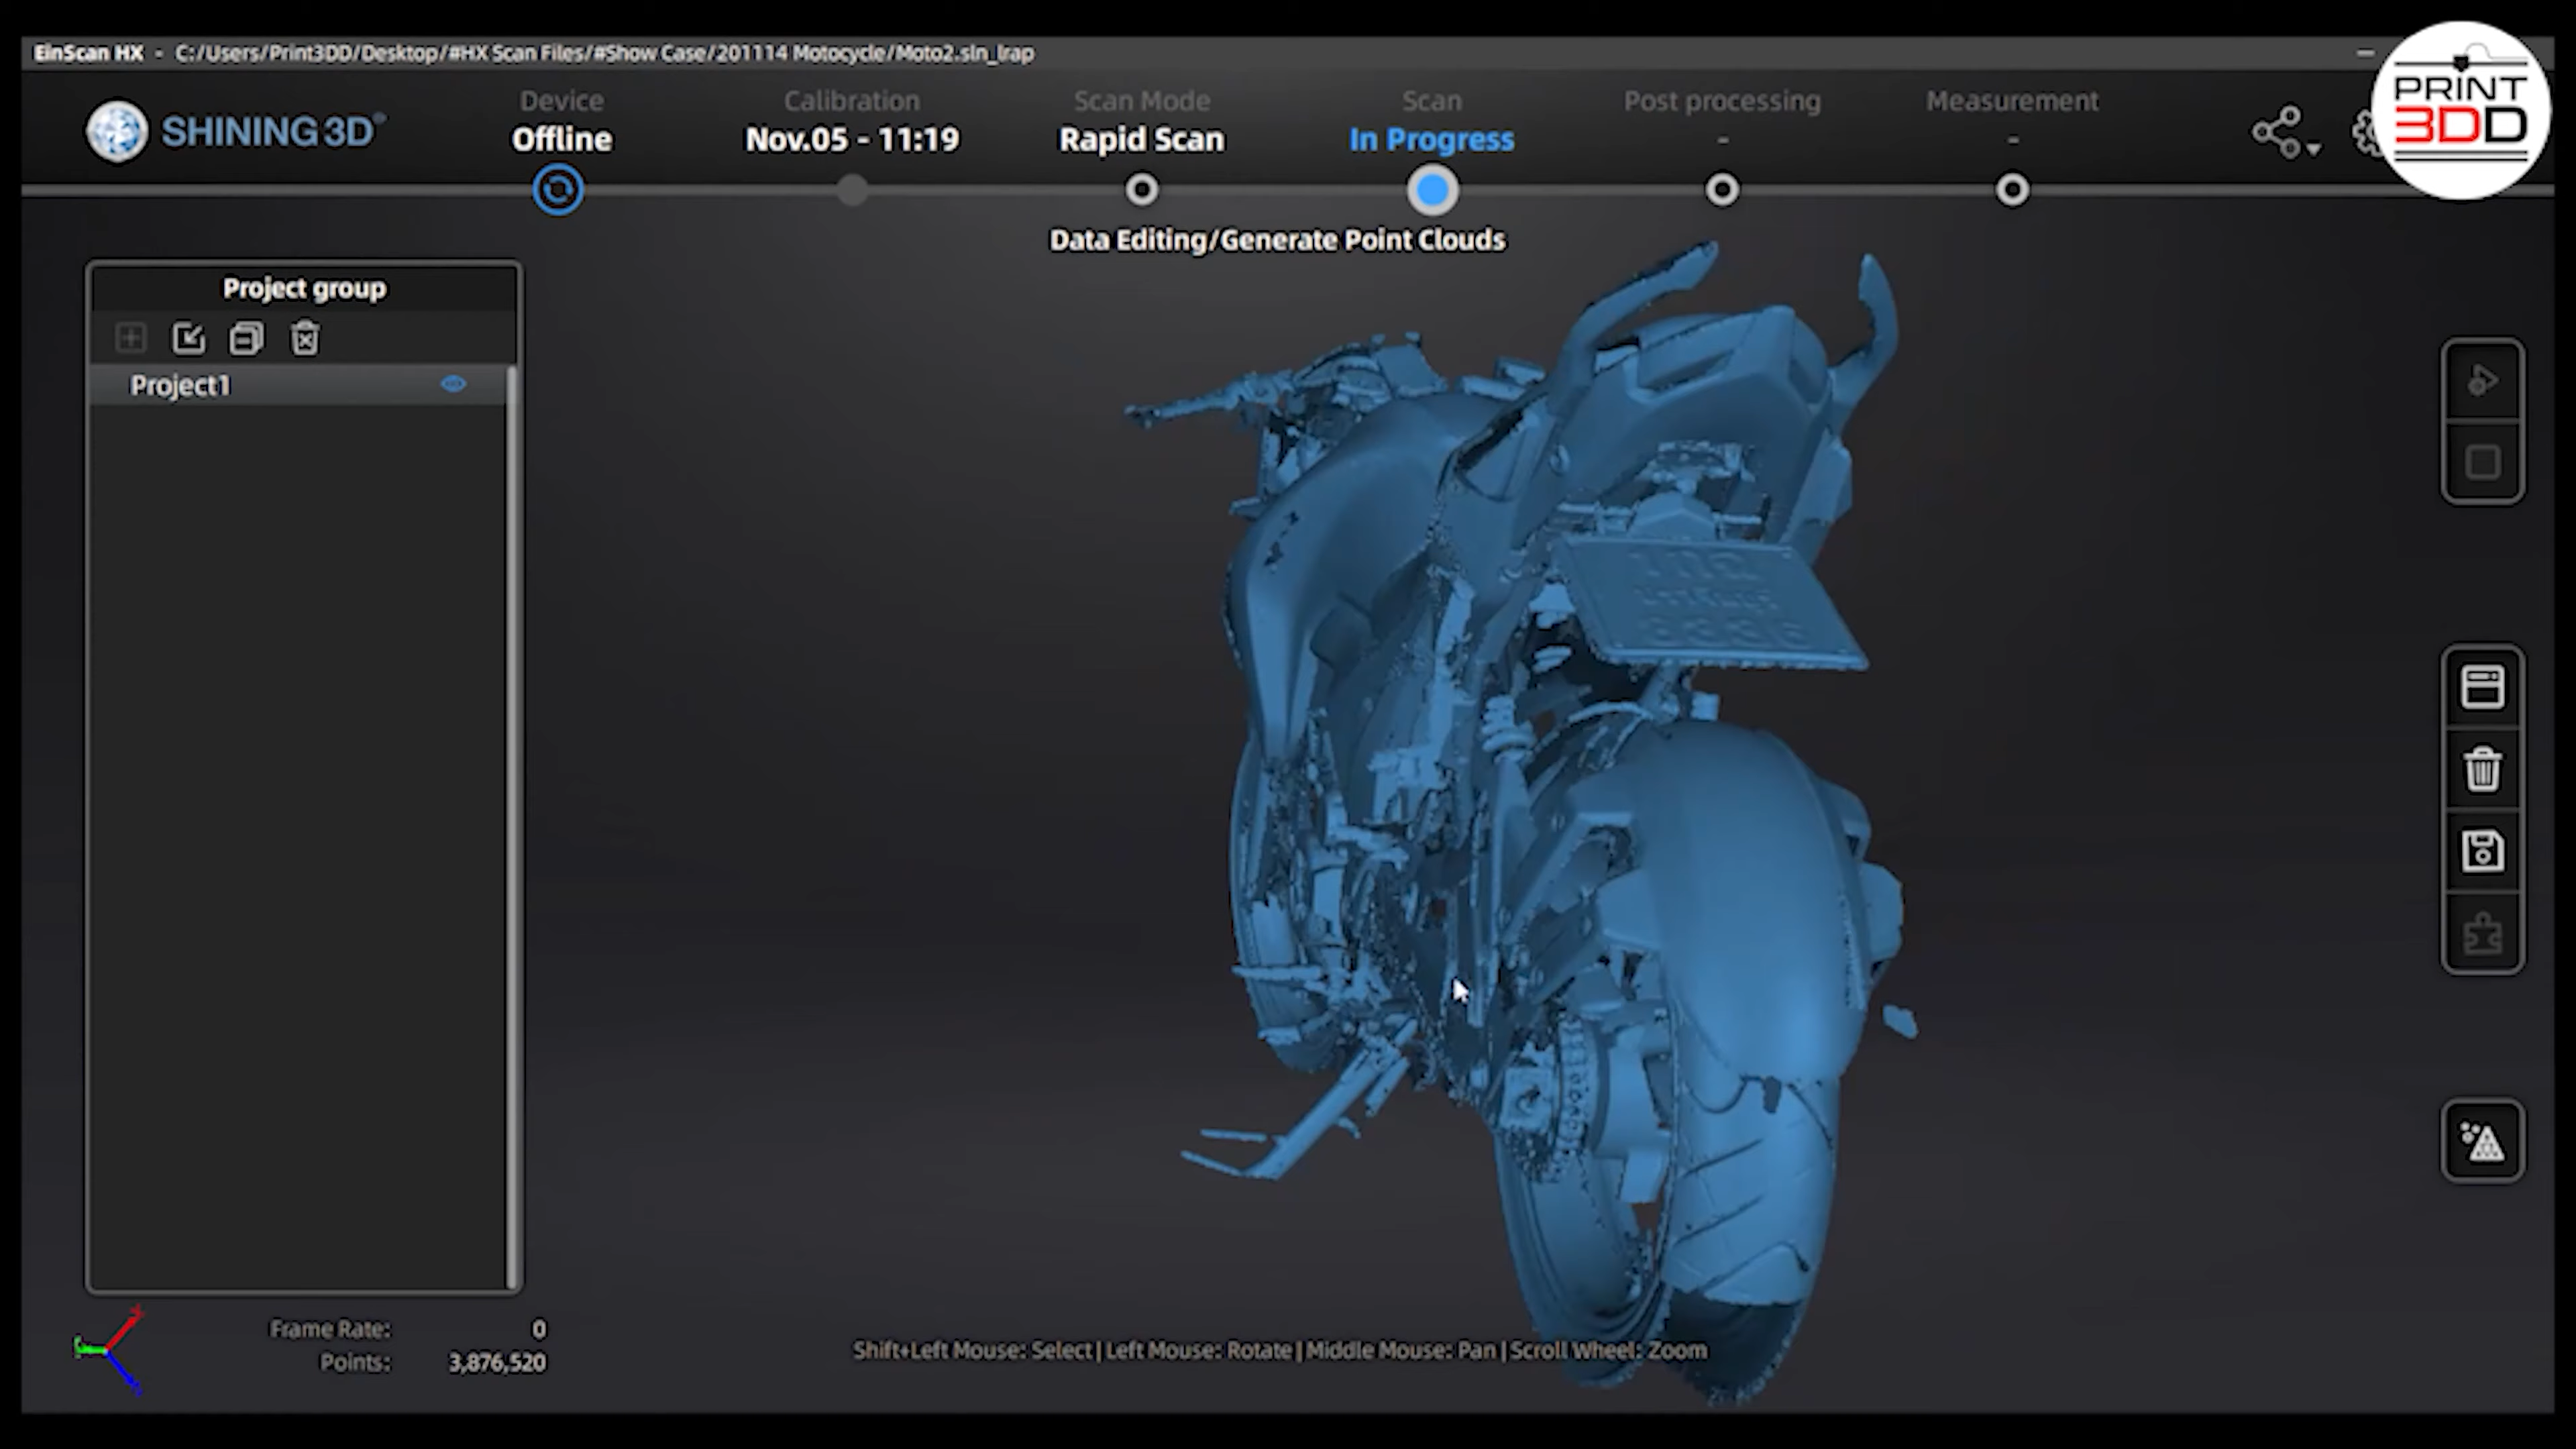 EinScan HX - C:/Users/Print3DD/Desktop/#HX Scan Files/#Show Case/201114 Motocycle/Moto2.sln_lrap
PRINT
3DD
SHINING 3D®
Device
Offline
Calibration
Nov.05 - 11:19
Scan Mode
Rapid Scan
Scan
In Progress
Post processing
-
Measurement
-
Data Editing/Generate Point Clouds
Project group
Project1
Frame Rate: 0
Points: 3,876,520
Shift+Left Mouse: Select | Left Mouse: Rotate | Middle Mouse: Pan | Scroll Wheel: Zoom